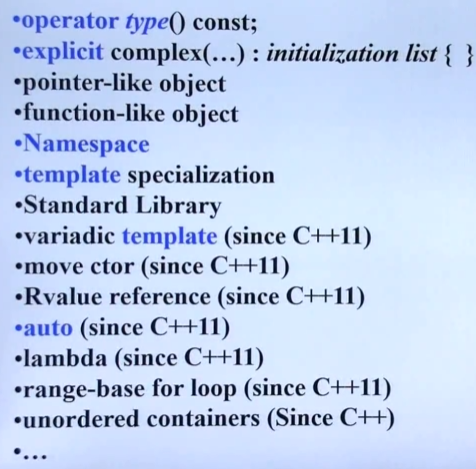 •operator type() const;
•explicit complex(…) : initialization list { }
•pointer-like object
•function-like object
•Namespace
•template specialization
•Standard Library
•variadic template (since C++11)
•move ctor (since C++11)
•Rvalue reference (since C++11)
•auto (since C++11)
•lambda (since C++11)
•range-base for loop (since C++11)
•unordered containers (Since C++)
•…